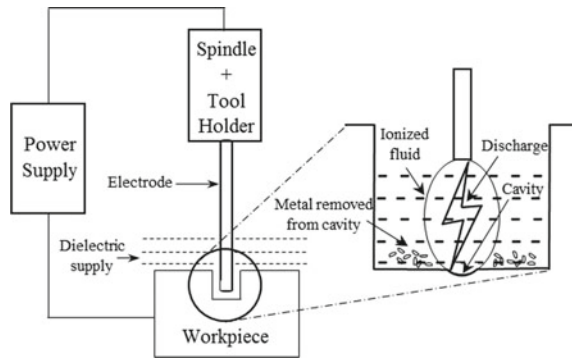 Spindle
+
Tool
Holder
Power
Supply
Electrode
Dielectric
supply
Workpiece
Ionized
fluid
Discharge
Cavity
Metal removed
from cavity